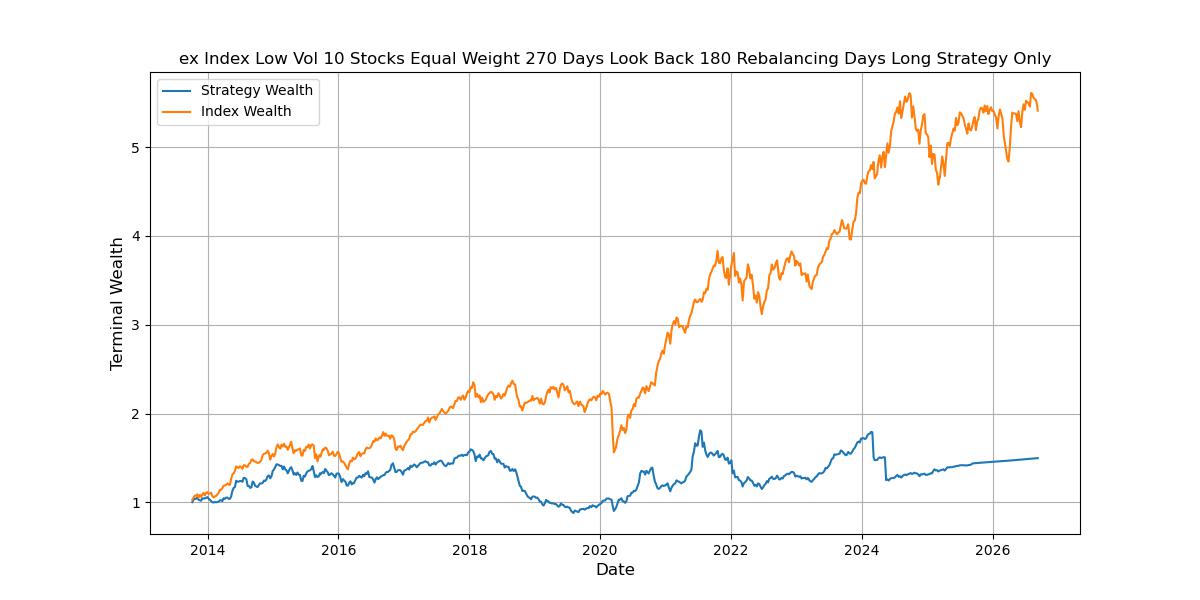 ex Index Low Vol 10 Stocks Equal Weight 270 Days Look Back 180 Rebalancing Days Long Strategy Only
Strategy Wealth
Index Wealth
Terminal Wealth
5
4
3
2
1
2014 2016 2018 2020 2022 2024 2026
Date